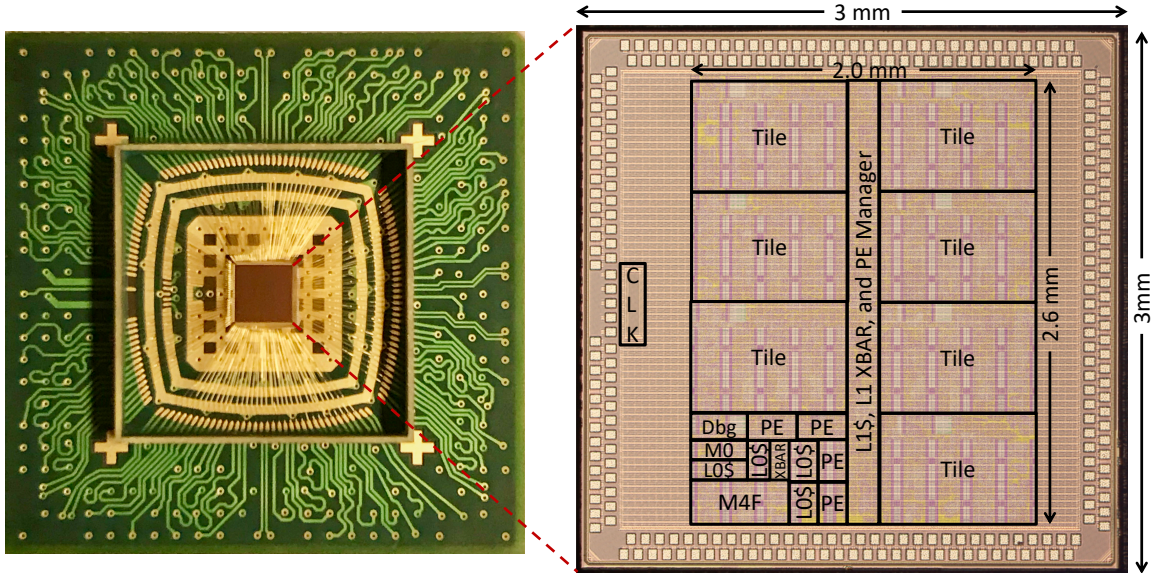 3 mm
2.0 mm
Tile
Tile
Tile
Tile
Tile
Tile
Tile
L1$, L1 XBAR, and PE Manager
2.6 mm
3mm
C
L
K
Dbg
PE
PE
M0
L0$
L0$
XBAR
L0$
PE
M4F
L0$
PE